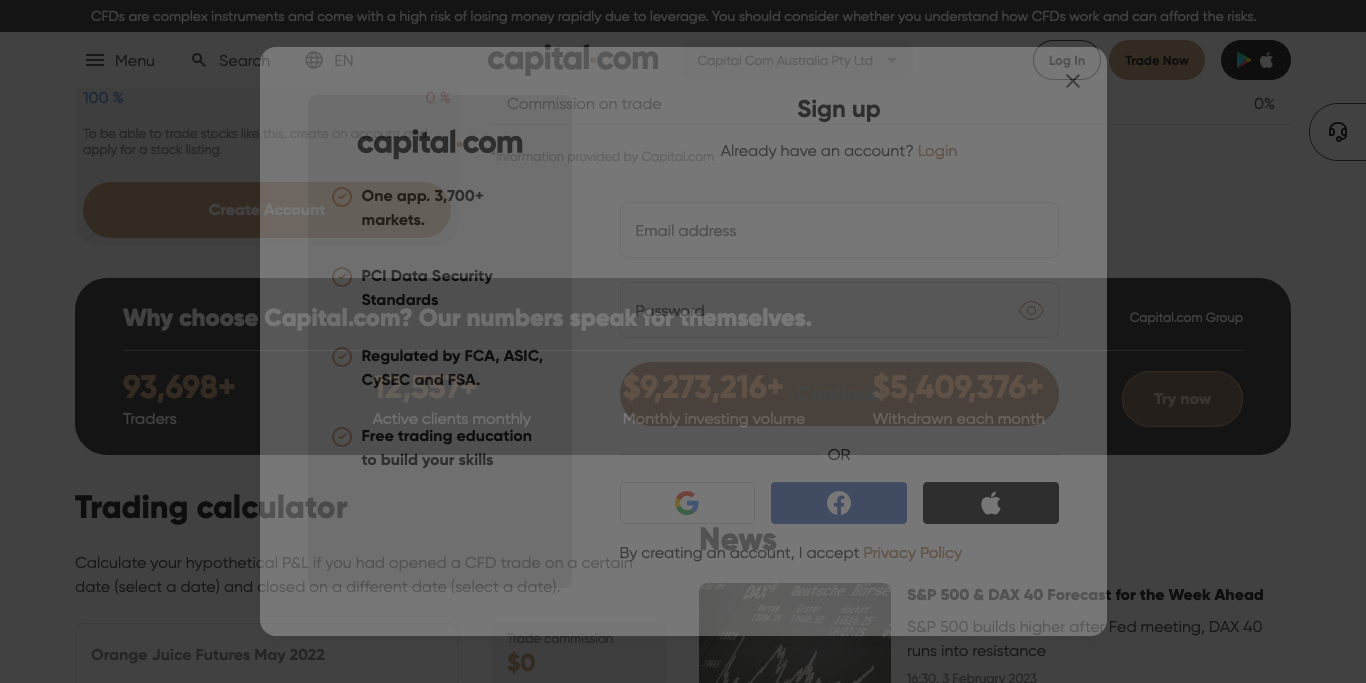 CFDs are complex instruments and come with a high risk of losing money rapidly due to leverage. You should consider whether you understand how CFDs work and can afford the risks.
Menu
Search
EN
capital.com
Capital Com Australia Pty Ltd
Log In
Trade Now
100 %
0 %
To be able to trade stocks like this, create an account and
apply for a stock listing.
Create Account
Commission on trade
0%
*Information provided by Capital.com
Sign up
Already have an account? Login
capital.com
One app. 3,700+
markets.
PCI Data Security
Standards
Regulated by FCA, ASIC,
CySEC and FSA.
Free trading education
to build your skills
Email address
Password
Continue
OR
By creating an account, I accept Privacy Policy
Why choose Capital.com? Our numbers speak for themselves.
Capital.com Group
93,698+
Traders
12,557+
Active clients monthly
$9,273,216+
Monthly investing volume
$5,409,376+
Withdrawn each month
Try now
Trading calculator
Calculate your hypothetical P&L if you had opened a CFD trade on a certain
date (select a date) and closed on a different date (select a date).
Orange Juice Futures May 2022
Trade commission
$0
News
DAX
Deutsche Börse
S&P 500 & DAX 40 Forecast for the Week Ahead
S&P 500 builds higher after Fed meeting, DAX 40
runs into resistance
16:30, 3 February 2023